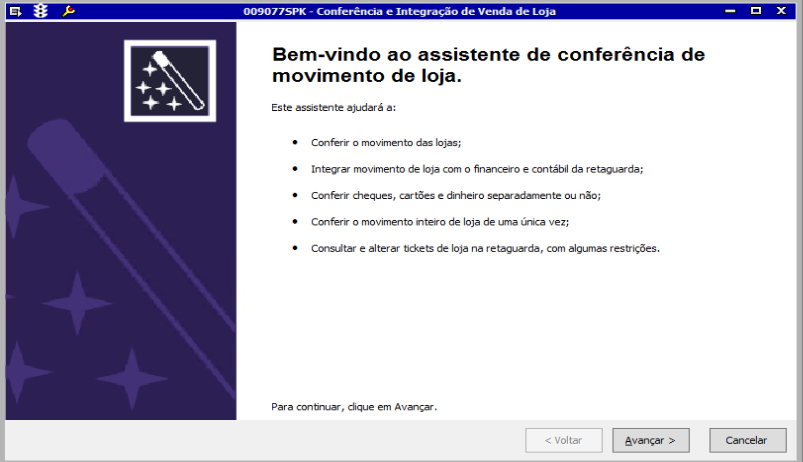 009077SPK - Conferência e Integração de Venda de Loja
Bem-vindo ao assistente de conferência de
movimento de loja.
Este assistente ajudará a:
• Conferir o movimento das lojas;
• Integrar movimento de loja com o financeiro e contábil da retaguarda;
• Conferir cheques, cartões e dinheiro separadamente ou não;
• Conferir o movimento inteiro de loja de uma única vez;
• Consultar e alterar tickets de loja na retaguarda, com algumas restrições.
Para continuar, clique em Avançar.
< Voltar
Avançar >
Cancelar